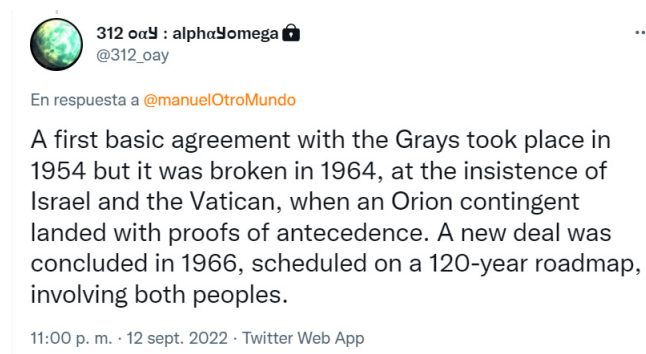 312 oαყ : alphαყomega🔒
@312_oay
En respuesta a @manuelOtroMundo
A first basic agreement with the Grays took place in
1954 but it was broken in 1964, at the insistence of
Israel and the Vatican, when an Orion contingent
landed with proofs of antecedence. A new deal was
concluded in 1966, scheduled on a 120-year roadmap,
involving both peoples.
11:00 p. m. · 12 sept. 2022 · Twitter Web App